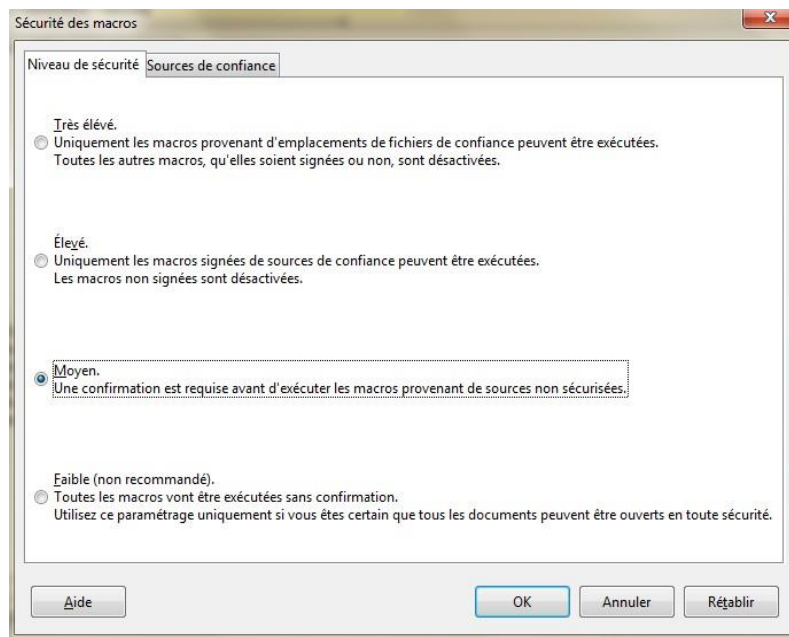 Sécurité des macros
Niveau de sécurité Sources de confiance
Très élévé.
Uniquement les macros provenant d'emplacements de fichiers de confiance peuvent être exécutées.
Toutes les autres macros, qu'elles soient signées ou non, sont désactivées.
Élevé.
Uniquement les macros signées de sources de confiance peuvent être exécutées.
Les macros non signées sont désactivées.
Moyen.
Une confirmation est requise avant d'exécuter les macros provenant de sources non sécurisées.
Faible (non recommandé).
Toutes les macros vont être exécutées sans confirmation.
Utilisez ce paramétrage uniquement si vous êtes certain que tous les documents peuvent être ouverts en toute sécurité.
Aide OK Annuler Rétablir